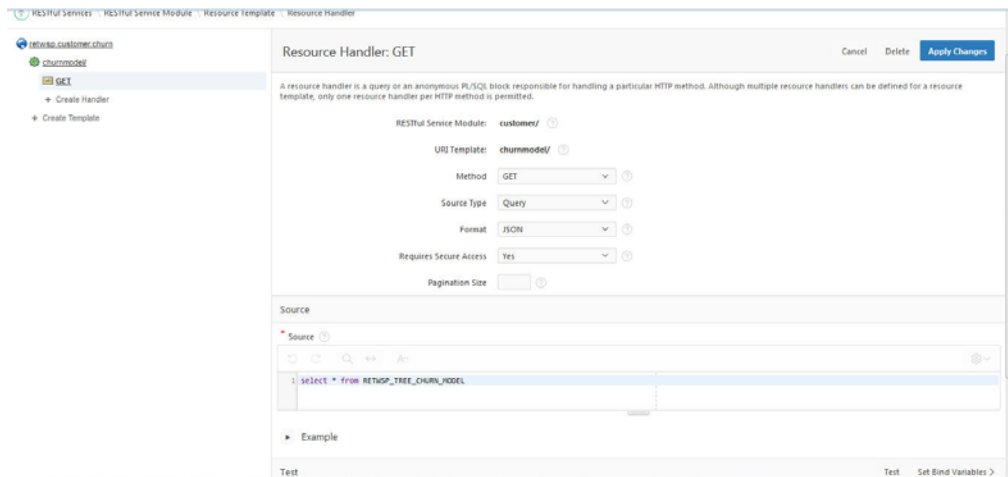 RESTful Services \ RESTful Service Module \ Resource Template \ Resource Handler
retwsp.customer.churn
churnmodel/
GET
+ Create Handler
+ Create Template
Resource Handler: GET
Cancel Delete Apply Changes
A resource handler is a query or an anonymous PL/SQL block responsible for handling a particular HTTP method. Although multiple resource handlers can be defined for a resource
template, only one resource handler per HTTP method is permitted.
RESTful Service Module: customer/
URI Template: churnmodel/
Method GET
Source Type Query
Format JSON
Requires Secure Access Yes
Pagination Size
Source
* Source
1 select * from RETWSP_TREE_CHURN_MODEL
Example
Test Test Set Bind Variables >